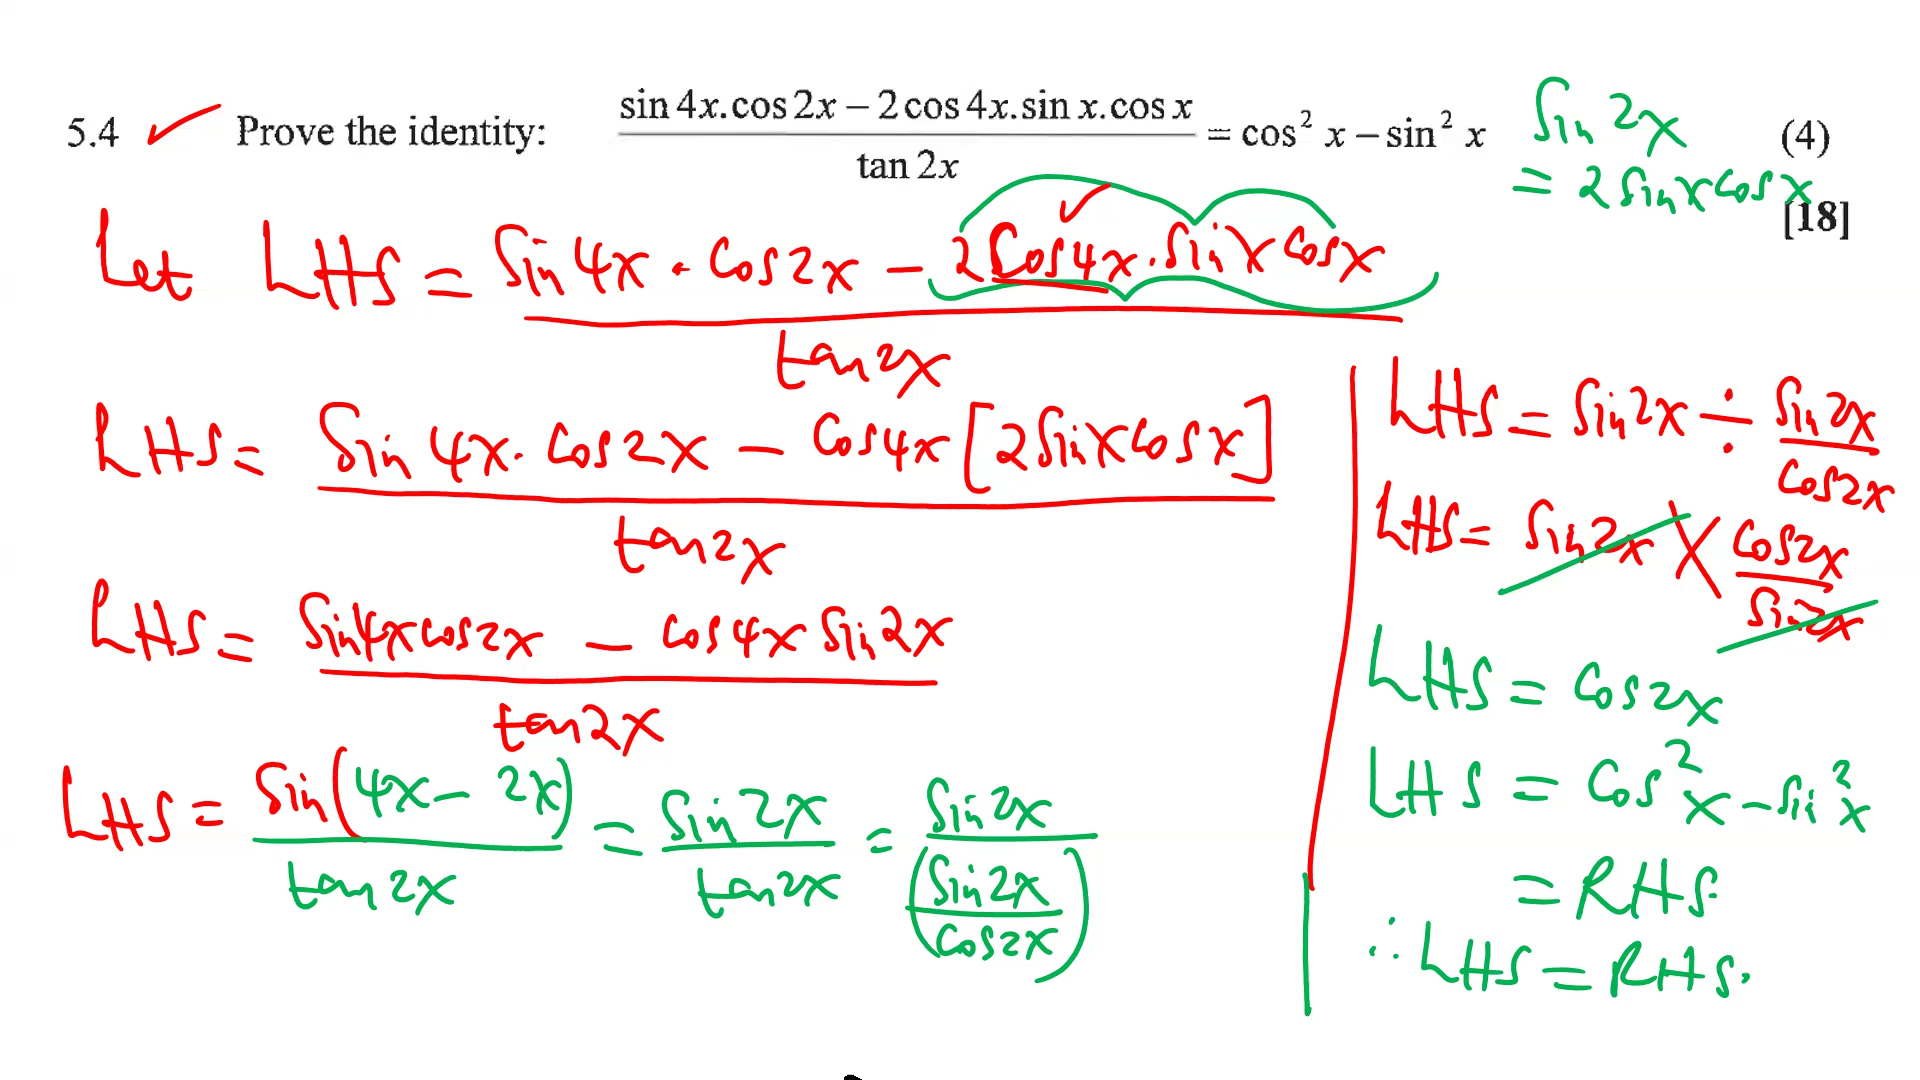 5.4 ✓ Prove the identity: (sin 4x.cos 2x − 2 cos 4x.sin x.cos x) / tan 2x = cos² x − sin² x (4)
Sin 2x
= 2 Sinx Cosx
[18]
Let LHS = (Sin 4x . Cos 2x − 2 Cos 4x . Sin x Cos x) / tan 2x
LHS = (Sin 4x . Cos 2x − Cos 4x [2 Sin x Cos x]) / tan 2x
LHS = (Sin 4x cos 2x − cos 4x Sin 2x) / tan 2x
LHS = Sin(4x − 2x) / tan 2x = Sin 2x / tan 2x = Sin 2x / (Sin 2x / Cos 2x)
LHS = Sin 2x ÷ Sin 2x / Cos 2x
LHS = Sin 2x × Cos 2x / Sin 2x
LHS = Cos 2x
LHS = Cos² x − Sin² x
= RHS
∴ LHS = RHS.